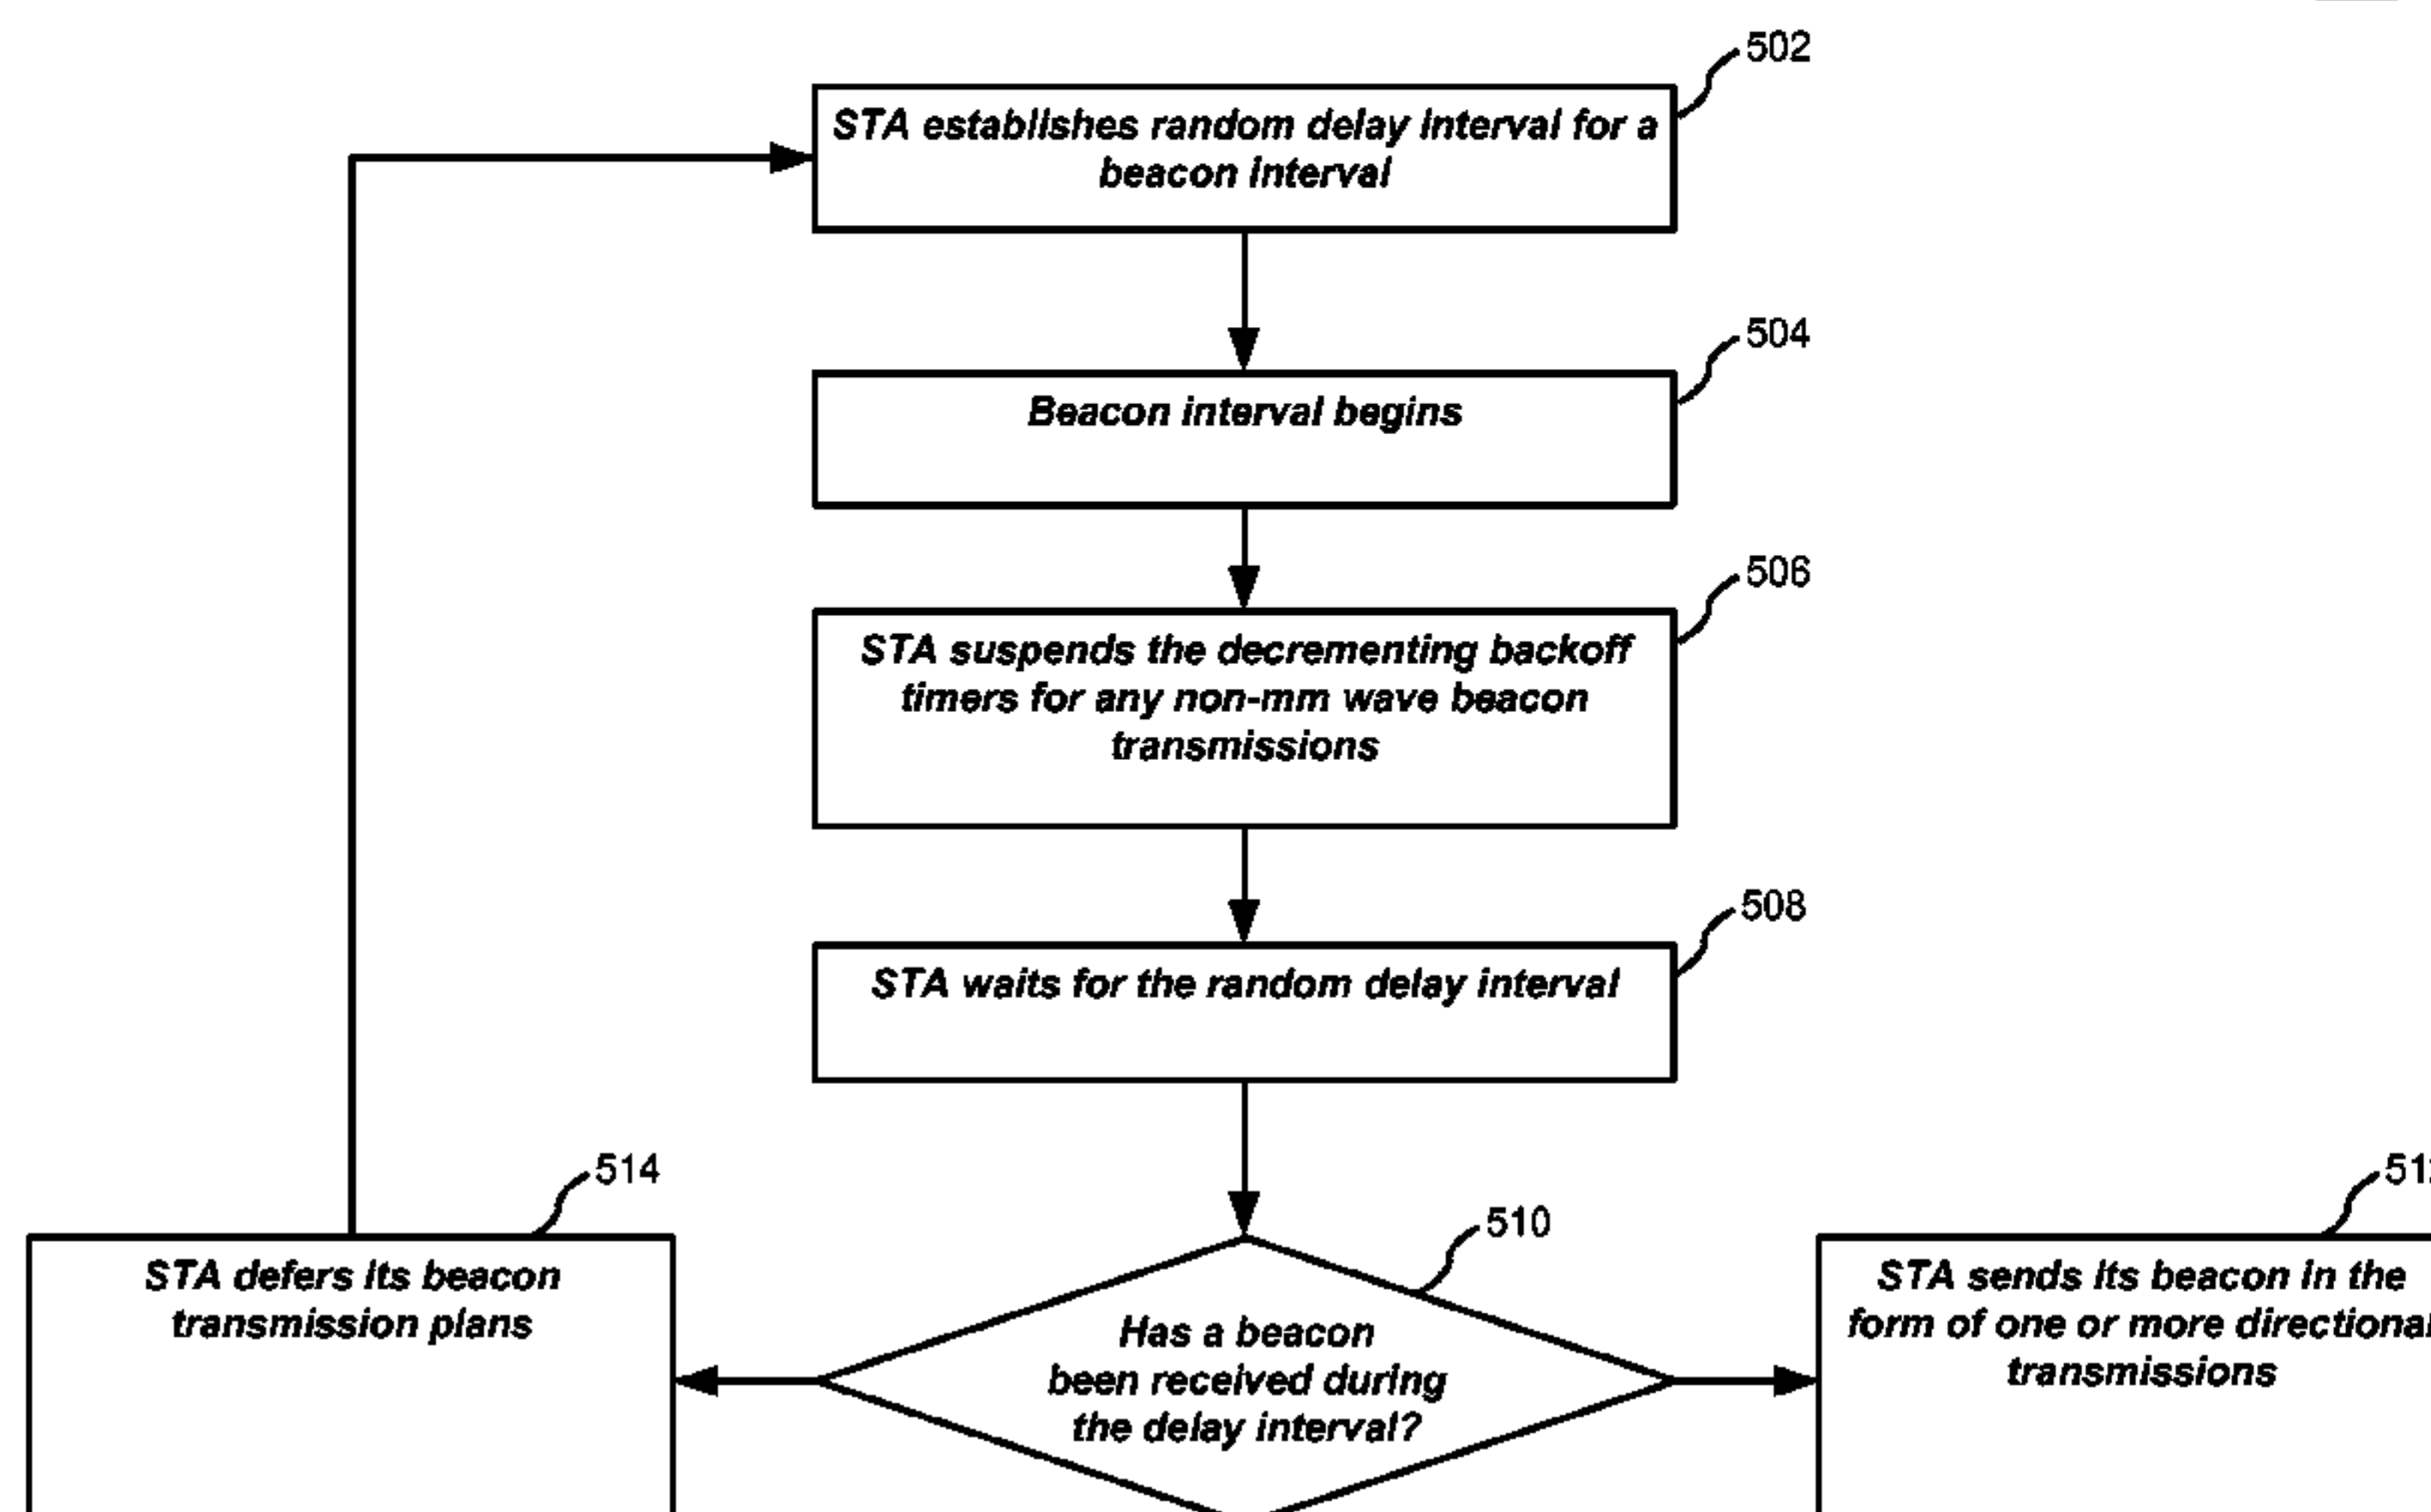 502
STA establishes random delay interval for a
beacon interval
504
Beacon interval begins
506
STA suspends the decrementing backoff
timers for any non-mm wave beacon
transmissions
508
STA waits for the random delay interval
514
STA defers its beacon
transmission plans
510
Has a beacon
been received during
the delay interval?
STA sends its beacon in the
form of one or more directional
transmissions